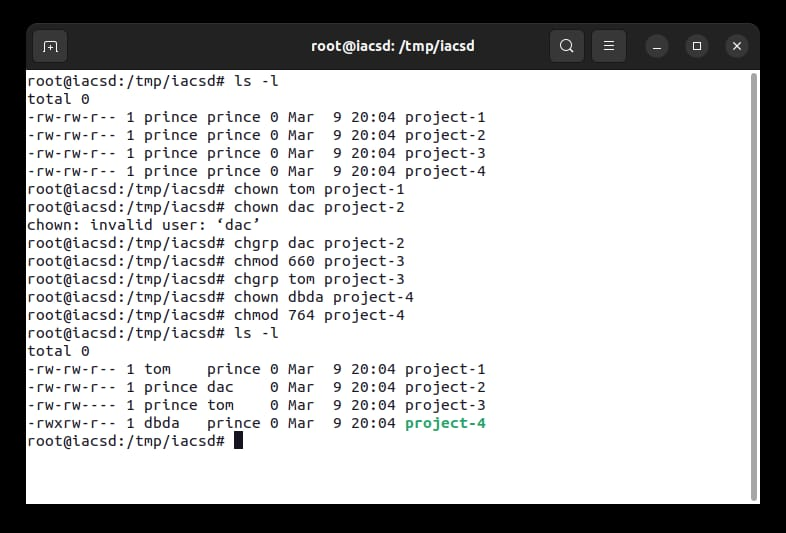 root@iacsd: /tmp/iacsd
root@iacsd:/tmp/iacsd# ls -l
total 0
-rw-rw-r-- 1 prince prince 0 Mar  9 20:04 project-1
-rw-rw-r-- 1 prince prince 0 Mar  9 20:04 project-2
-rw-rw-r-- 1 prince prince 0 Mar  9 20:04 project-3
-rw-rw-r-- 1 prince prince 0 Mar  9 20:04 project-4
root@iacsd:/tmp/iacsd# chown tom project-1
root@iacsd:/tmp/iacsd# chown dac project-2
chown: invalid user: ‘dac’
root@iacsd:/tmp/iacsd# chgrp dac project-2
root@iacsd:/tmp/iacsd# chmod 660 project-3
root@iacsd:/tmp/iacsd# chgrp tom project-3
root@iacsd:/tmp/iacsd# chown dbda project-4
root@iacsd:/tmp/iacsd# chmod 764 project-4
root@iacsd:/tmp/iacsd# ls -l
total 0
-rw-rw-r-- 1 tom    prince 0 Mar  9 20:04 project-1
-rw-rw-r-- 1 prince dac    0 Mar  9 20:04 project-2
-rw-rw---- 1 prince tom    0 Mar  9 20:04 project-3
-rwxrw-r-- 1 dbda   prince 0 Mar  9 20:04 project-4
root@iacsd:/tmp/iacsd#